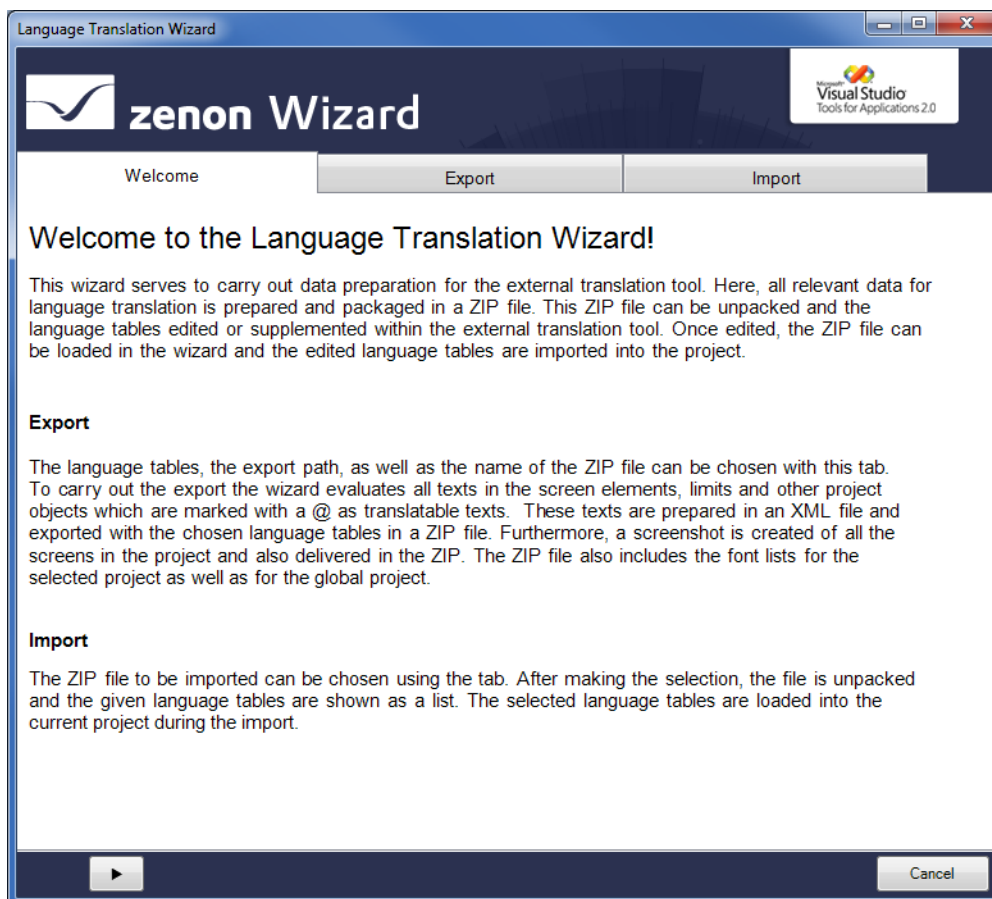 Language Translation Wizard
zenon Wizard
Microsoft
Visual Studio
Tools for Applications 2.0
Welcome
Export
Import
Welcome to the Language Translation Wizard!
This wizard serves to carry out data preparation for the external translation tool. Here, all relevant data for
language translation is prepared and packaged in a ZIP file. This ZIP file can be unpacked and the
language tables edited or supplemented within the external translation tool. Once edited, the ZIP file can
be loaded in the wizard and the edited language tables are imported into the project.
Export
The language tables, the export path, as well as the name of the ZIP file can be chosen with this tab.
To carry out the export the wizard evaluates all texts in the screen elements, limits and other project
objects which are marked with a @ as translatable texts. These texts are prepared in an XML file and
exported with the chosen language tables in a ZIP file. Furthermore, a screenshot is created of all the
screens in the project and also delivered in the ZIP. The ZIP file also includes the font lists for the
selected project as well as for the global project.
Import
The ZIP file to be imported can be chosen using the tab. After making the selection, the file is unpacked
and the given language tables are shown as a list. The selected language tables are loaded into the
current project during the import.
Cancel